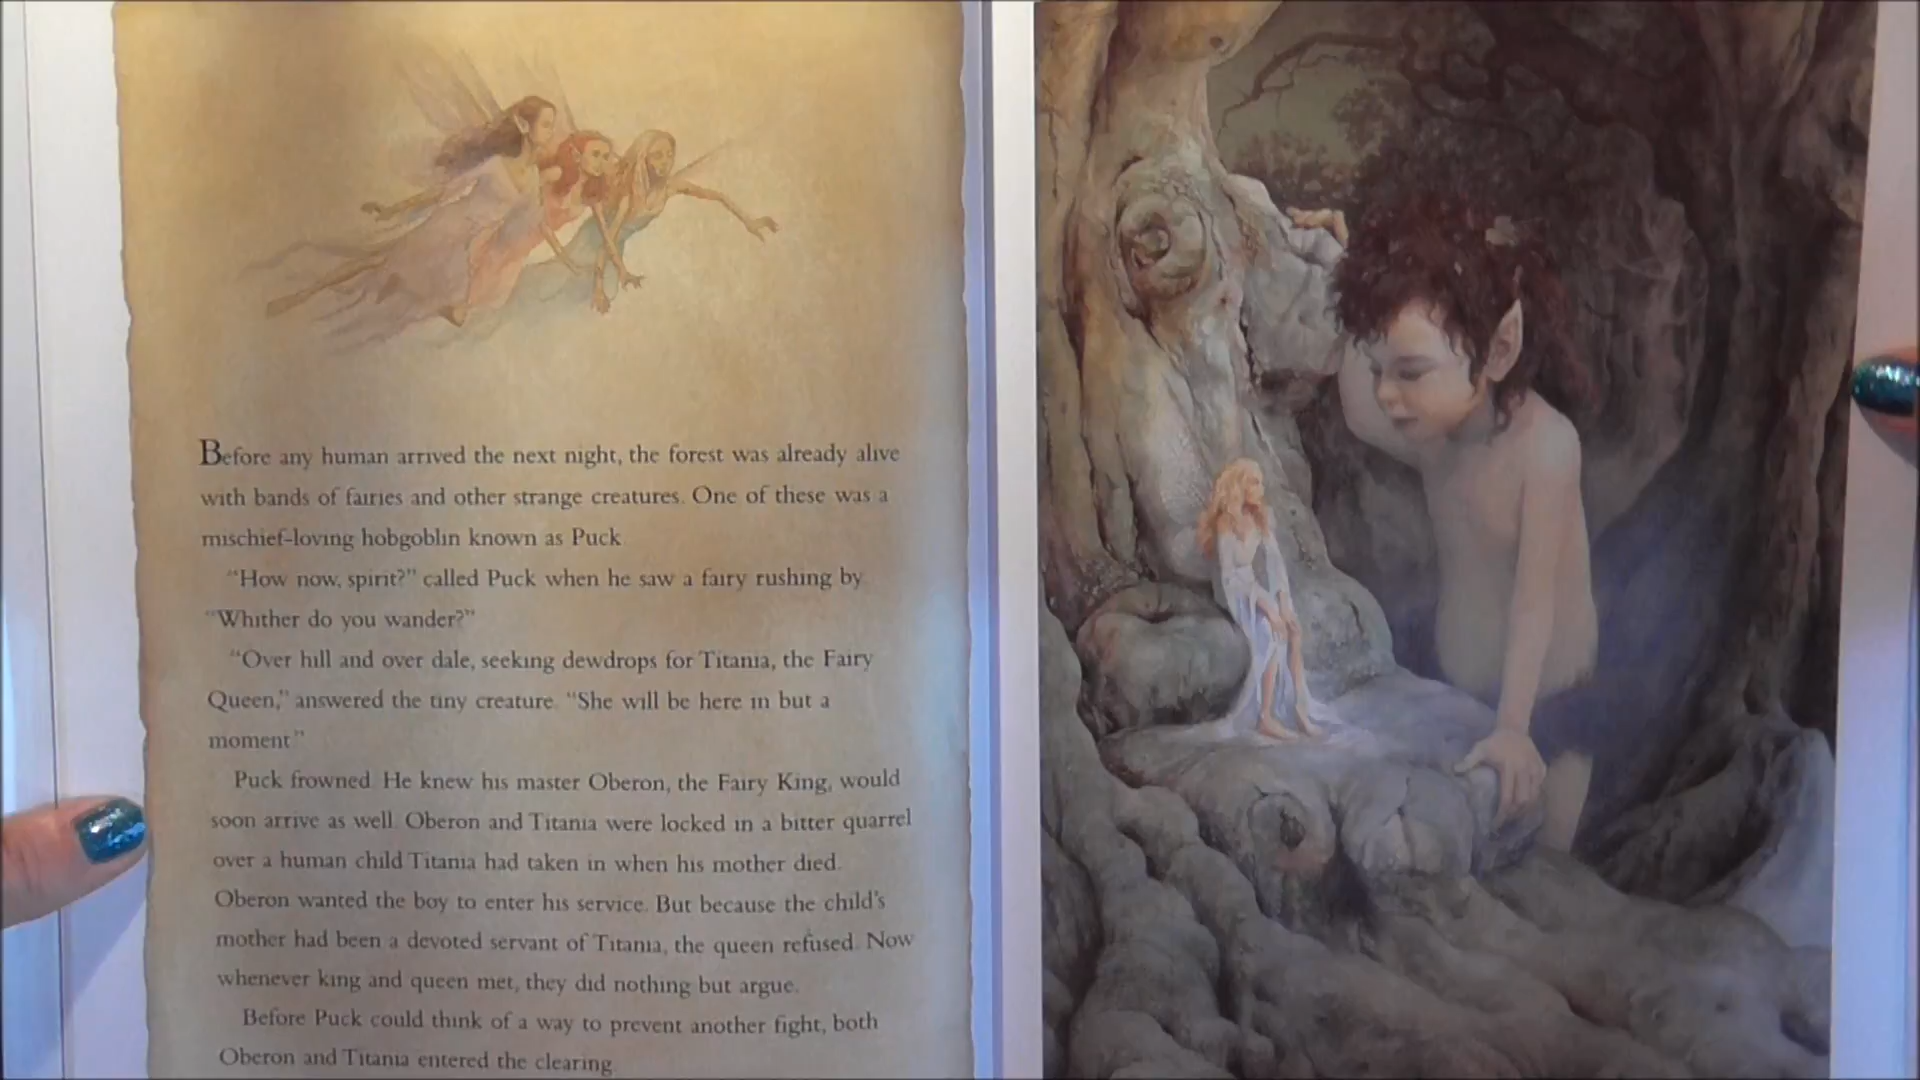 Before any human arrived the next night, the forest was already alive
with bands of fairies and other strange creatures. One of these was a
mischief-loving hobgoblin known as Puck.
"How now, spirit?" called Puck when he saw a fairy rushing by.
"Whither do you wander?"
"Over hill and over dale, seeking dewdrops for Titania, the Fairy
Queen," answered the tiny creature. "She will be here in but a
moment."
Puck frowned. He knew his master Oberon, the Fairy King, would
soon arrive as well. Oberon and Titania were locked in a bitter quarrel
over a human child Titania had taken in when his mother died.
Oberon wanted the boy to enter his service. But because the child's
mother had been a devoted servant of Titania, the queen refused. Now
whenever king and queen met, they did nothing but argue.
Before Puck could think of a way to prevent another fight, both
Oberon and Titania entered the clearing.